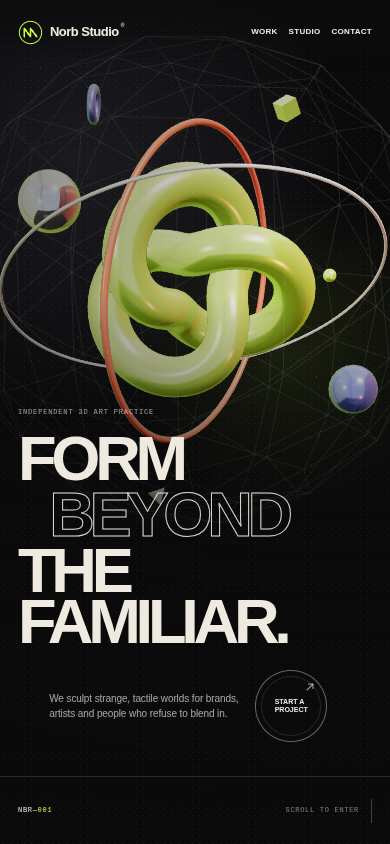 Norb Studio®
WORK STUDIO CONTACT
INDEPENDENT 3D ART PRACTICE
FORM
BEYOND
THE
FAMILIAR.
We sculpt strange, tactile worlds for brands,
artists and people who refuse to blend in.
START A
PROJECT
NBR—001
SCROLL TO ENTER